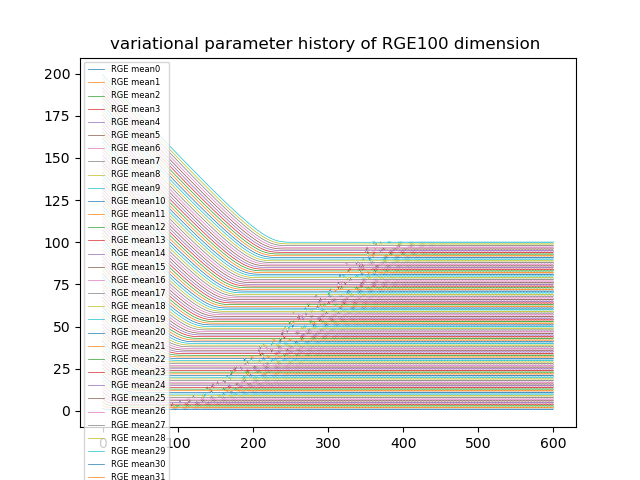 variational parameter history of RGE100 dimension
200
175
150
125
100
75
50
25
0
RGE mean0
RGE mean1
RGE mean2
RGE mean3
RGE mean4
RGE mean5
RGE mean6
RGE mean7
RGE mean8
RGE mean9
RGE mean10
RGE mean11
RGE mean12
RGE mean13
RGE mean14
RGE mean15
RGE mean16
RGE mean17
RGE mean18
RGE mean19
RGE mean20
RGE mean21
RGE mean22
RGE mean23
RGE mean24
RGE mean25
RGE mean26
RGE mean27
RGE mean28
RGE mean29
RGE mean30
RGE mean31
0 100 200 300 400 500 600